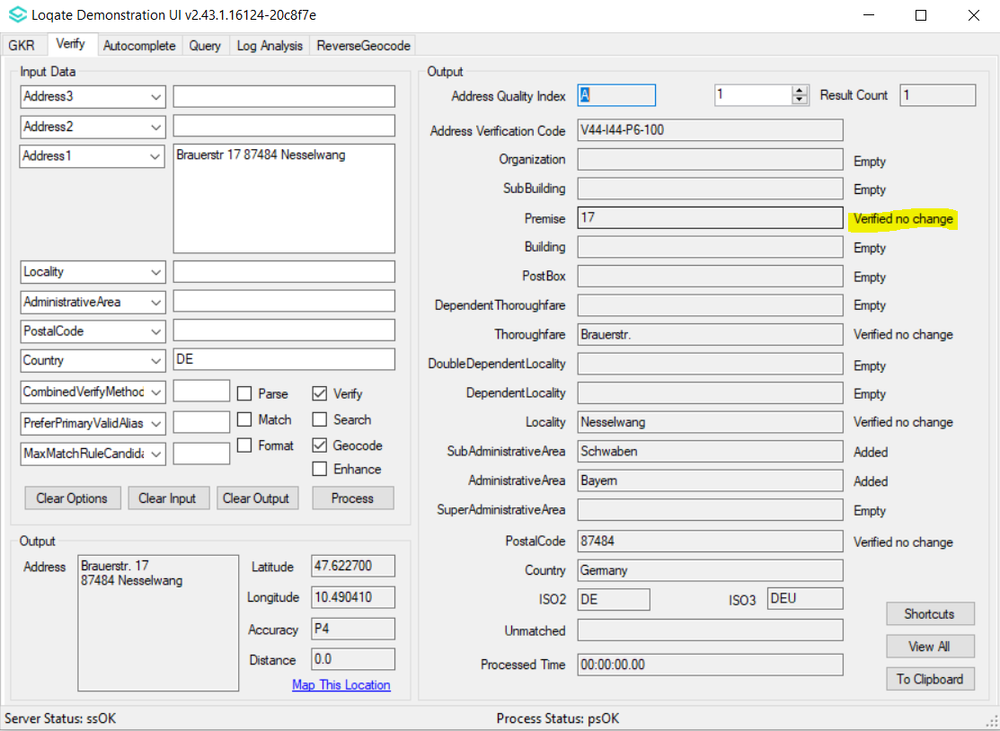 Loqate Demonstration UI v2.43.1.16124-20c8f7e
GKR Verify Autocomplete Query Log Analysis ReverseGeocode
Input Data
Address3
Address2
Address1 Brauerstr 17 87484 Nesselwang
Locality
AdministrativeArea
PostalCode
Country DE
CombinedVerifyMethod Parse Verify
PreferPrimaryValidAlias Match Search
MaxMatchRuleCandida Format Geocode
Enhance
Clear Options Clear Input Clear Output Process
Output
Address Brauerstr. 17
87484 Nesselwang
Latitude 47.622700
Longitude 10.490410
Accuracy P4
Distance 0.0
Map This Location
Output
Address Quality Index A 1 Result Count 1
Address Verification Code V44-I44-P6-100
Organization Empty
SubBuilding Empty
Premise 17 Verified no change
Building Empty
PostBox Empty
DependentThoroughfare Empty
Thoroughfare Brauerstr. Verified no change
DoubleDependentLocality Empty
DependentLocality Empty
Locality Nesselwang Verified no change
SubAdministrativeArea Schwaben Added
AdministrativeArea Bayern Added
SuperAdministrativeArea Empty
PostalCode 87484 Verified no change
Country Germany
ISO2 DE ISO3 DEU
Unmatched
Processed Time 00:00:00.00
Shortcuts
View All
To Clipboard
Server Status: ssOK Process Status: psOK